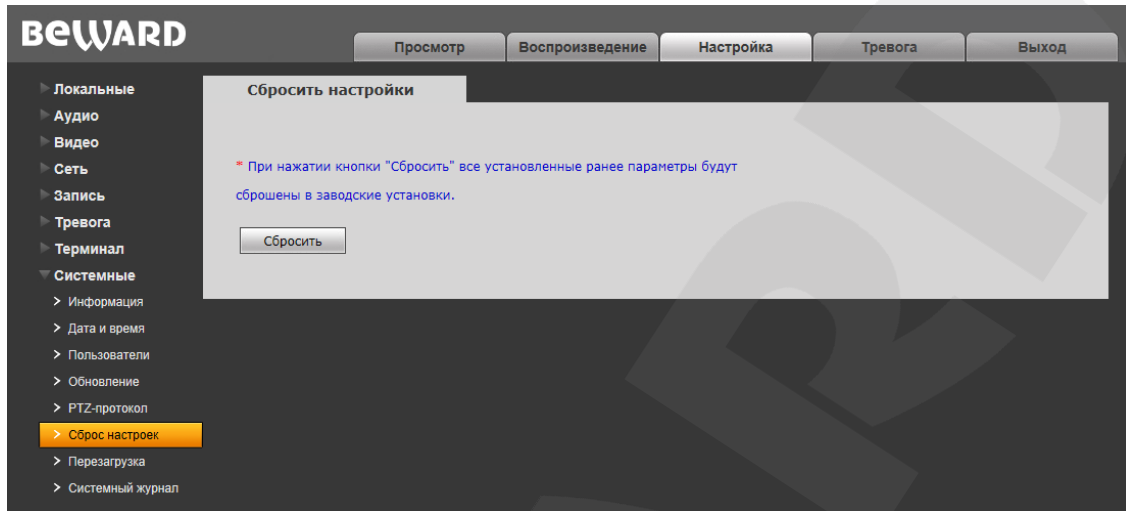 BEWARD
Просмотр
Воспроизведение
Настройка
Тревога
Выход
Локальные
Аудио
Видео
Сеть
Запись
Тревога
Терминал
Системные
Информация
Дата и время
Пользователи
Обновление
PTZ-протокол
Сброс настроек
Перезагрузка
Системный журнал
Сбросить настройки
* При нажатии кнопки "Сбросить" все установленные ранее параметры будут
сброшены в заводские установки.
Сбросить